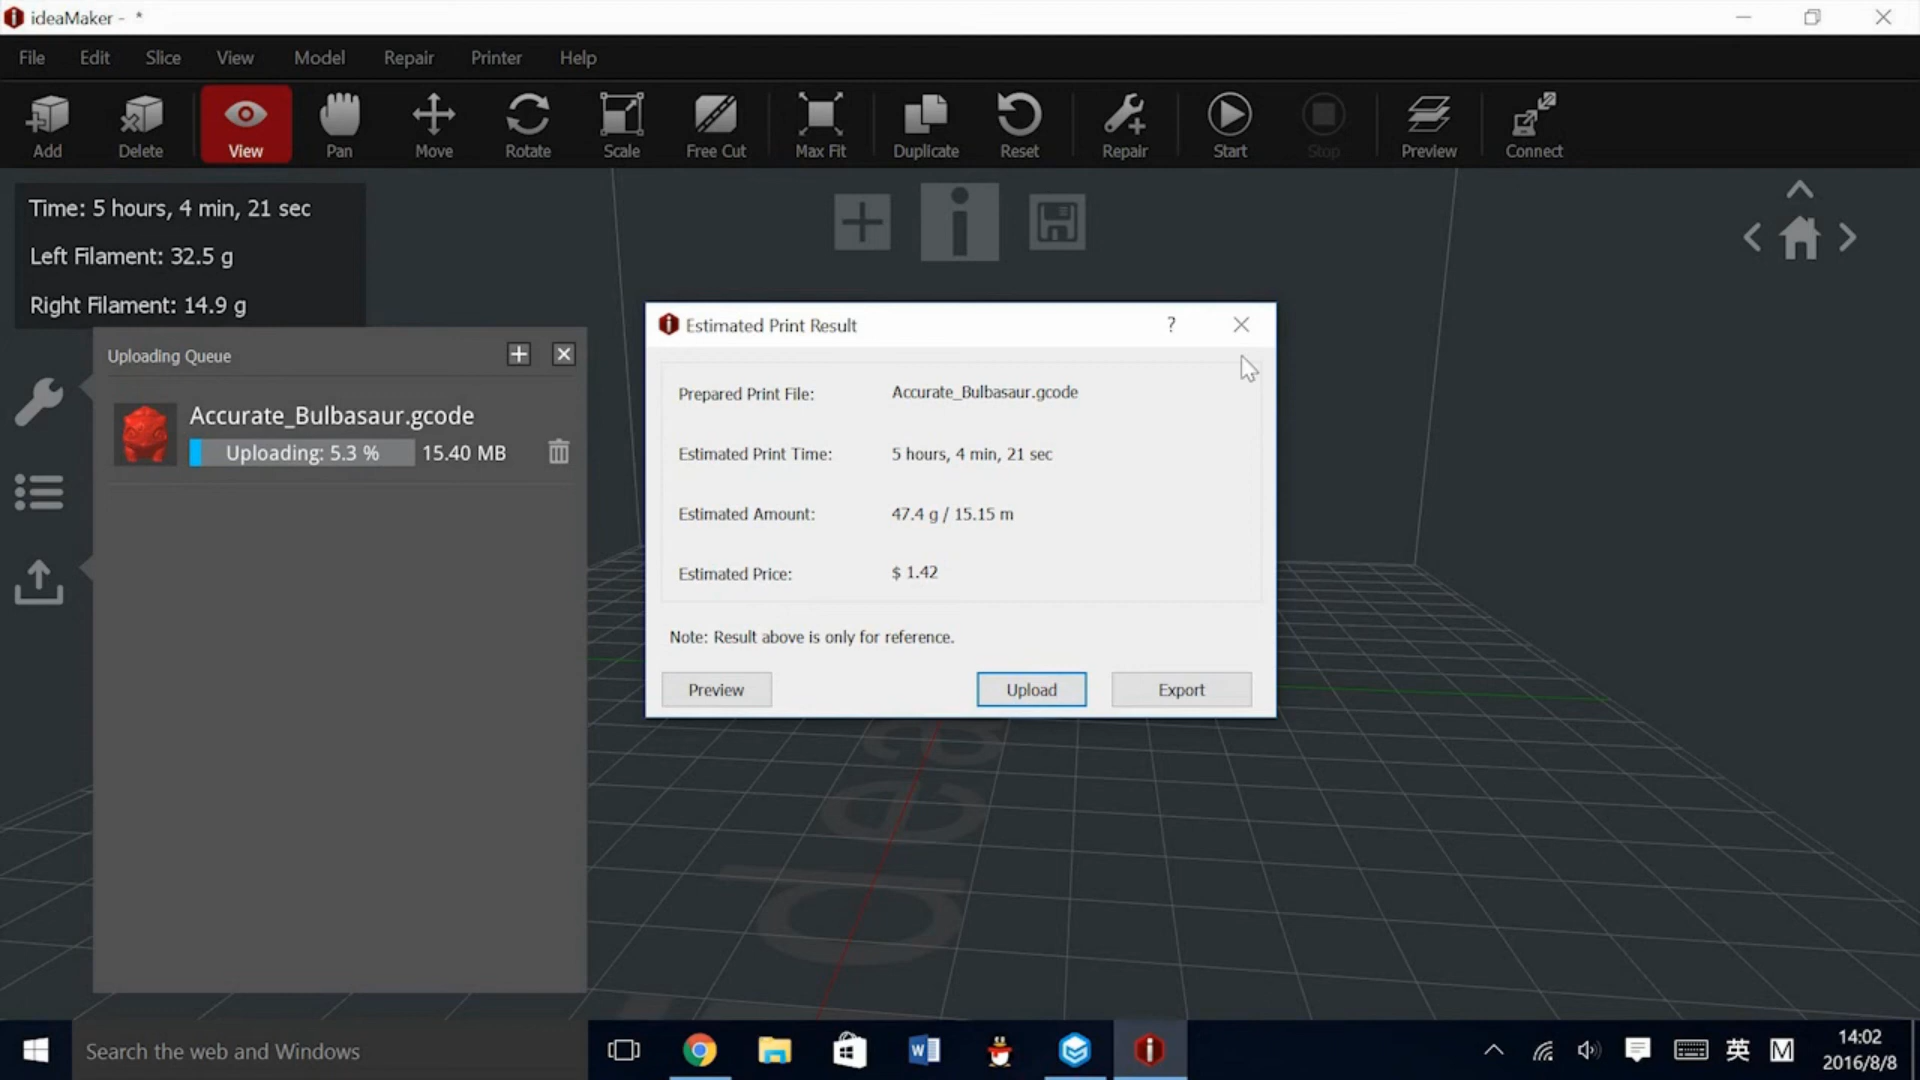 ideaMaker - *
File Edit Slice View Model Repair Printer Help
Add Delete View Pan Move Rotate Scale Free Cut Max Fit Duplicate Reset Repair Start Stop Preview Connect
Time: 5 hours, 4 min, 21 sec
Left Filament: 32.5 g
Right Filament: 14.9 g
Uploading Queue
Accurate_Bulbasaur.gcode
Uploading: 5.3 % 15.40 MB
Estimated Print Result ?
Prepared Print File: Accurate_Bulbasaur.gcode
Estimated Print Time: 5 hours, 4 min, 21 sec
Estimated Amount: 47.4 g / 15.15 m
Estimated Price: $ 1.42
Note: Result above is only for reference.
Preview Upload Export
idea
Search the web and Windows
英 M
14:02
2016/8/8